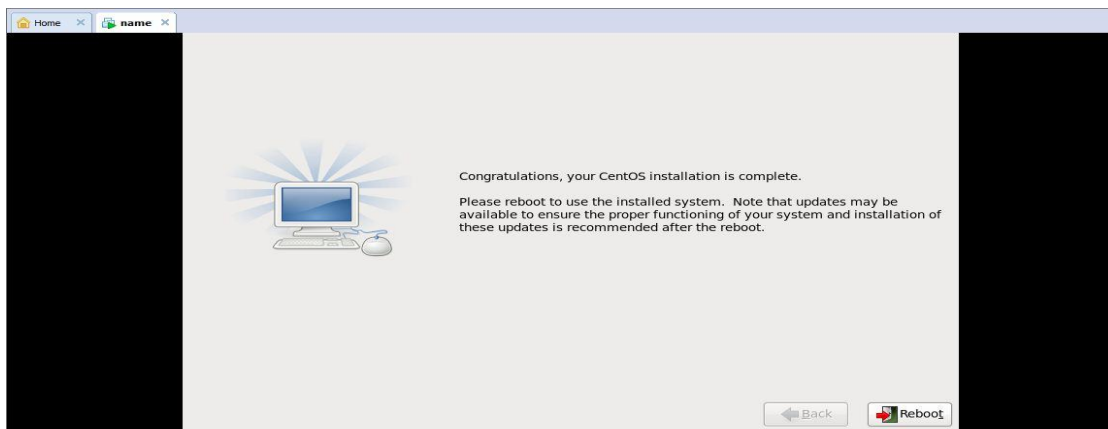 Home
name
Congratulations, your CentOS installation is complete.
Please reboot to use the installed system. Note that updates may be
available to ensure the proper functioning of your system and installation of
these updates is recommended after the reboot.
Back
Reboot